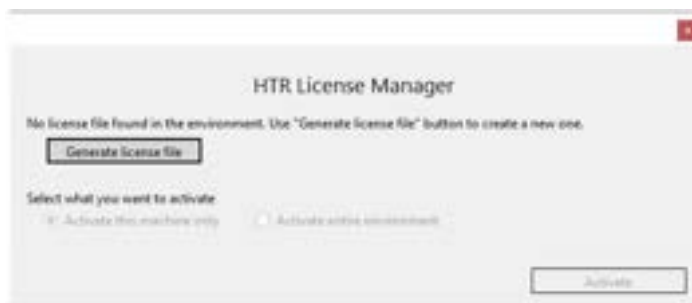 HTR License Manager
No license file found in the environment. Use "Generate license file" button to create a new one.
Generate license file
Select what you want to activate
Activate this machine only Activate entire environment
Activate